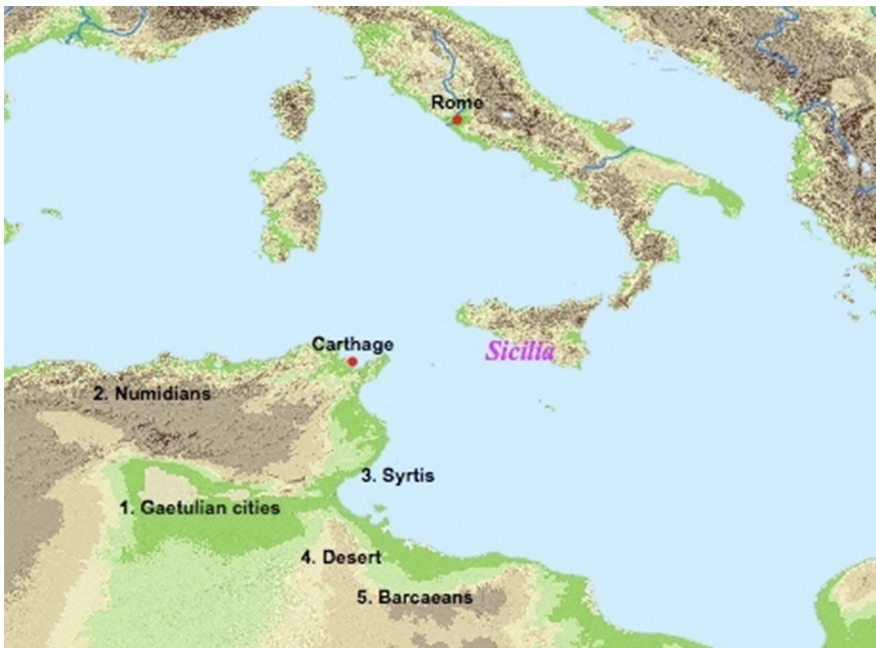 Rome
Carthage
Sicilia
2. Numidians
3. Syrtis
1. Gaetulian cities
4. Desert
5. Barcaeans